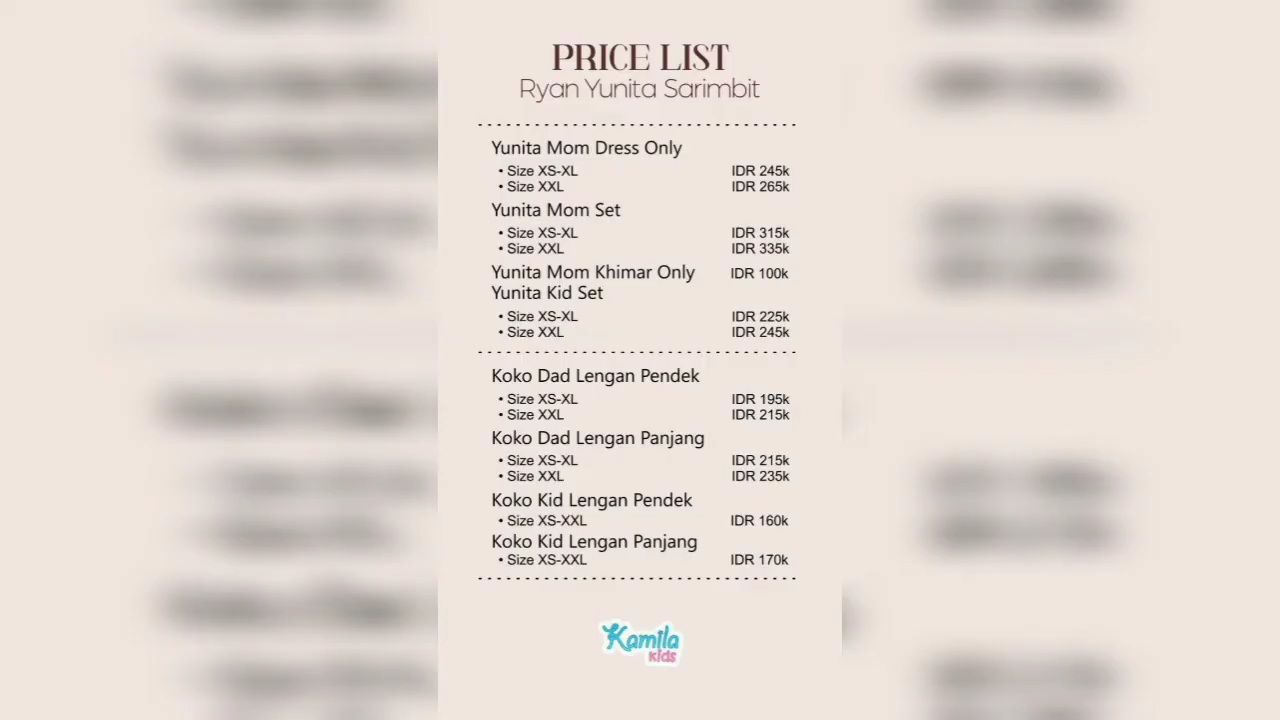 PRICE LIST
Ryan Yunita Sarimbit
Yunita Mom Dress Only
• Size XS-XL IDR 245k
• Size XXL IDR 265k
Yunita Mom Set
• Size XS-XL IDR 315k
• Size XXL IDR 335k
Yunita Mom Khimar Only IDR 100k
Yunita Kid Set
• Size XS-XL IDR 225k
• Size XXL IDR 245k
Koko Dad Lengan Pendek
• Size XS-XL IDR 195k
• Size XXL IDR 215k
Koko Dad Lengan Panjang
• Size XS-XL IDR 215k
• Size XXL IDR 235k
Koko Kid Lengan Pendek
• Size XS-XXL IDR 160k
Koko Kid Lengan Panjang
• Size XS-XXL IDR 170k
Kamila
Kids